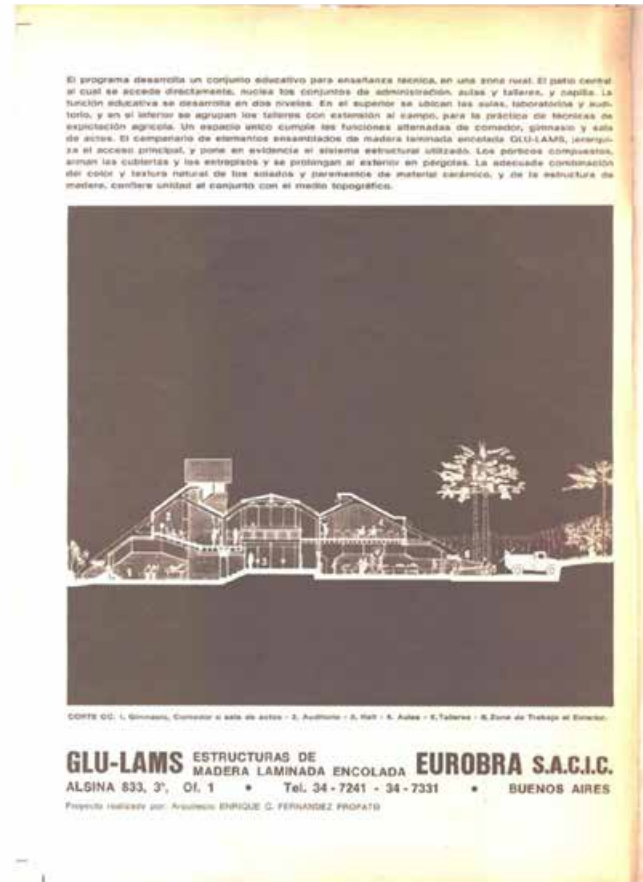 El programa desarrolla un conjunto educativo para enseñanza técnica, en una zona rural. El patio central
al cual se accede directamente, nuclea los conjuntos de administración, aulas y talleres, y capilla. La
función educativa se desarrolla en dos niveles. En el superior se ubican las aulas, laboratorios y audi-
torio, y en el inferior se agrupan los talleres con extensión al campo, para la práctica de técnicas de
explotación agrícola. Un espacio único cumple las funciones alternadas de comedor, gimnasio y sala
de actos. El campanario de elementos ensamblados de madera laminada encolada GLU-LAMS, jerarqui-
za el acceso principal, y pone en evidencia el sistema estructural utilizado. Los pórticos compuestos,
arman las cubiertas y los entrepisos y se prolongan al exterior en pérgolas. La adecuada combinación
del color y textura natural de los solados y paramentos de material cerámico, y de la estructura de
madera, confiere unidad al conjunto con el medio topográfico.
CORTE CC. 1. Gimnasio, Comedor o sala de actos - 2. Auditorio - 3. Hall - 4. Aulas - 5. Talleres - 6. Zona de Trabajo al Exterior.
GLU-LAMS ESTRUCTURAS DE MADERA LAMINADA ENCOLADA EUROBRA S.A.C.I.C.
ALSINA 833, 3º, Of. 1 • Tel. 34-7241 - 34-7331 • BUENOS AIRES
Proyecto realizado por: Arquitecto ENRIQUE C. FERNANDEZ PROPATO